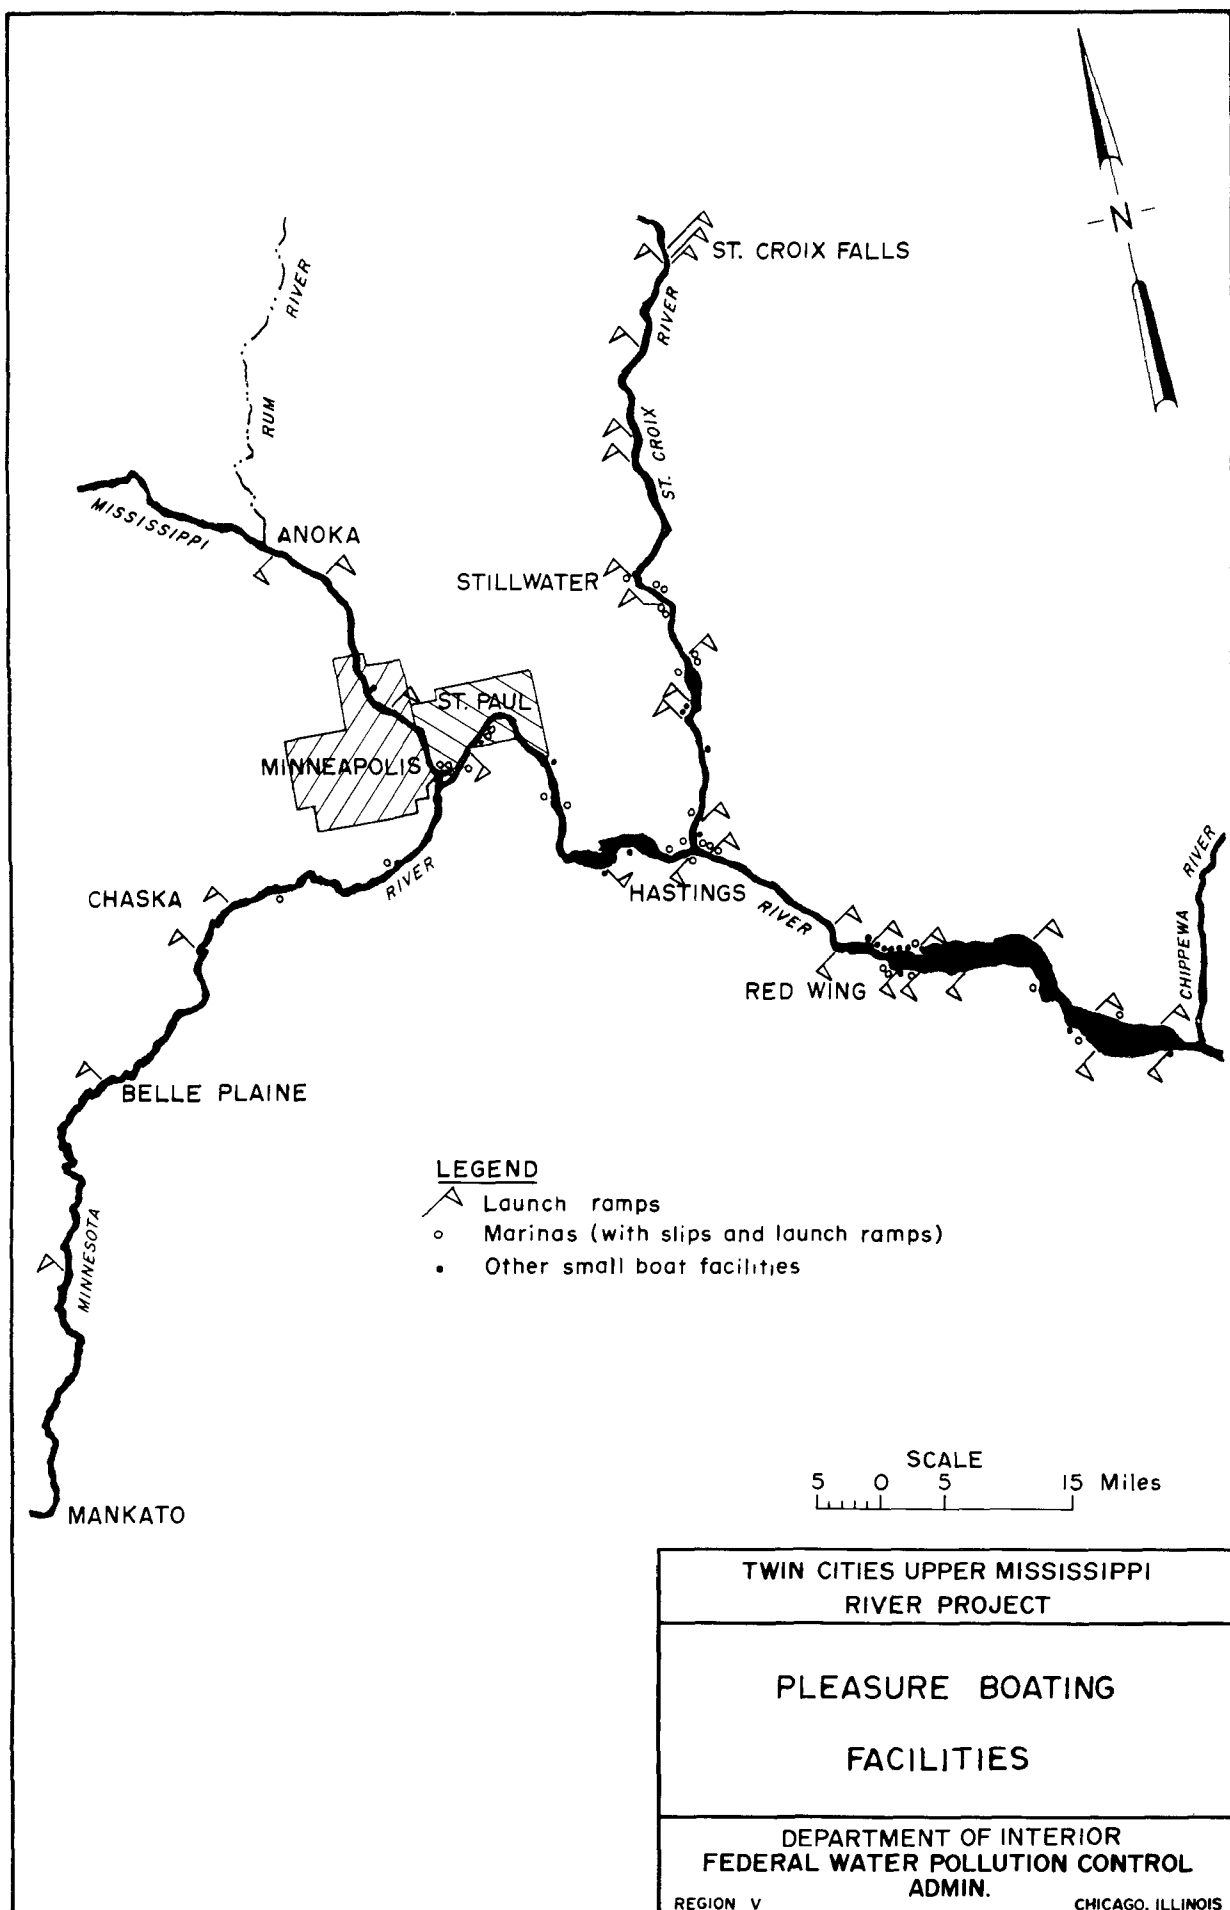 N
ST. CROIX FALLS
RIVER
RIVER
RUM
ST. CROIX
MISSISSIPPI
ANOKA
STILLWATER
ST. PAUL
MINNEAPOLIS
RIVER
CHASKA
HASTINGS
RIVER
RIVER
CHIPPEWA
RED WING
BELLE PLAINE
MINNESOTA
MANKATO
LEGEND
Launch ramps
Marinas (with slips and launch ramps)
Other small boat facilities
SCALE
5 0 5 15 Miles
TWIN CITIES UPPER MISSISSIPPI
RIVER PROJECT
PLEASURE BOATING
FACILITIES
DEPARTMENT OF INTERIOR
FEDERAL WATER POLLUTION CONTROL
ADMIN.
REGION V CHICAGO, ILLINOIS